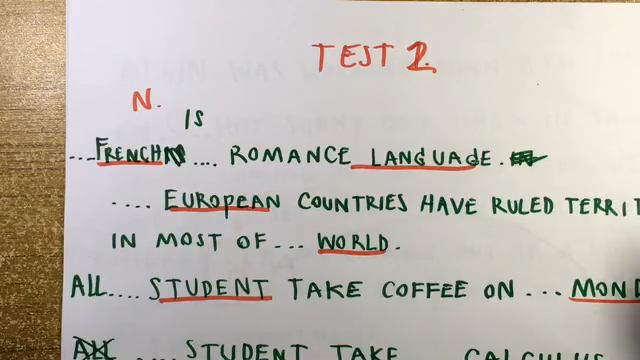 TEST 2.
N. IS
....FRENCH .... ROMANCE LANGUAGE.
.... EUROPEAN COUNTRIES HAVE RULED TERRIT
IN MOST OF ... WORLD.
ALL.... STUDENT TAKE COFFEE ON ... MOND
ALL .... STUDENT TAKE CALCULUS